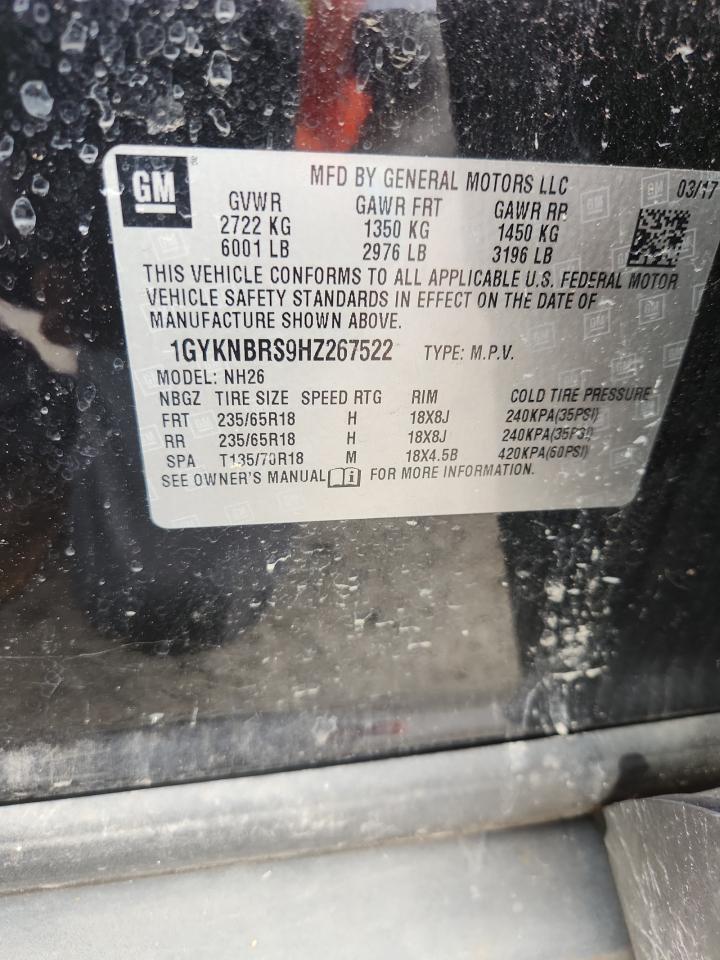 GM
MFD BY GENERAL MOTORS LLC 03/17
GVWR GAWR FRT GAWR RR
2722 KG 1350 KG 1450 KG
6001 LB 2976 LB 3196 LB
THIS VEHICLE CONFORMS TO ALL APPLICABLE U.S. FEDERAL MOTOR
VEHICLE SAFETY STANDARDS IN EFFECT ON THE DATE OF
MANUFACTURE SHOWN ABOVE.
1GYKNBRS9HZ267522 TYPE: M.P.V.
MODEL: NH26
NBGZ TIRE SIZE SPEED RTG RIM COLD TIRE PRESSURE
FRT 235/65R18 H 18X8J 240KPA(35PSI)
RR 235/65R18 H 18X8J 240KPA(35PSI)
SPA T135/70R18 M 18X4.5B 420KPA(60PSI)
SEE OWNER'S MANUAL FOR MORE INFORMATION.